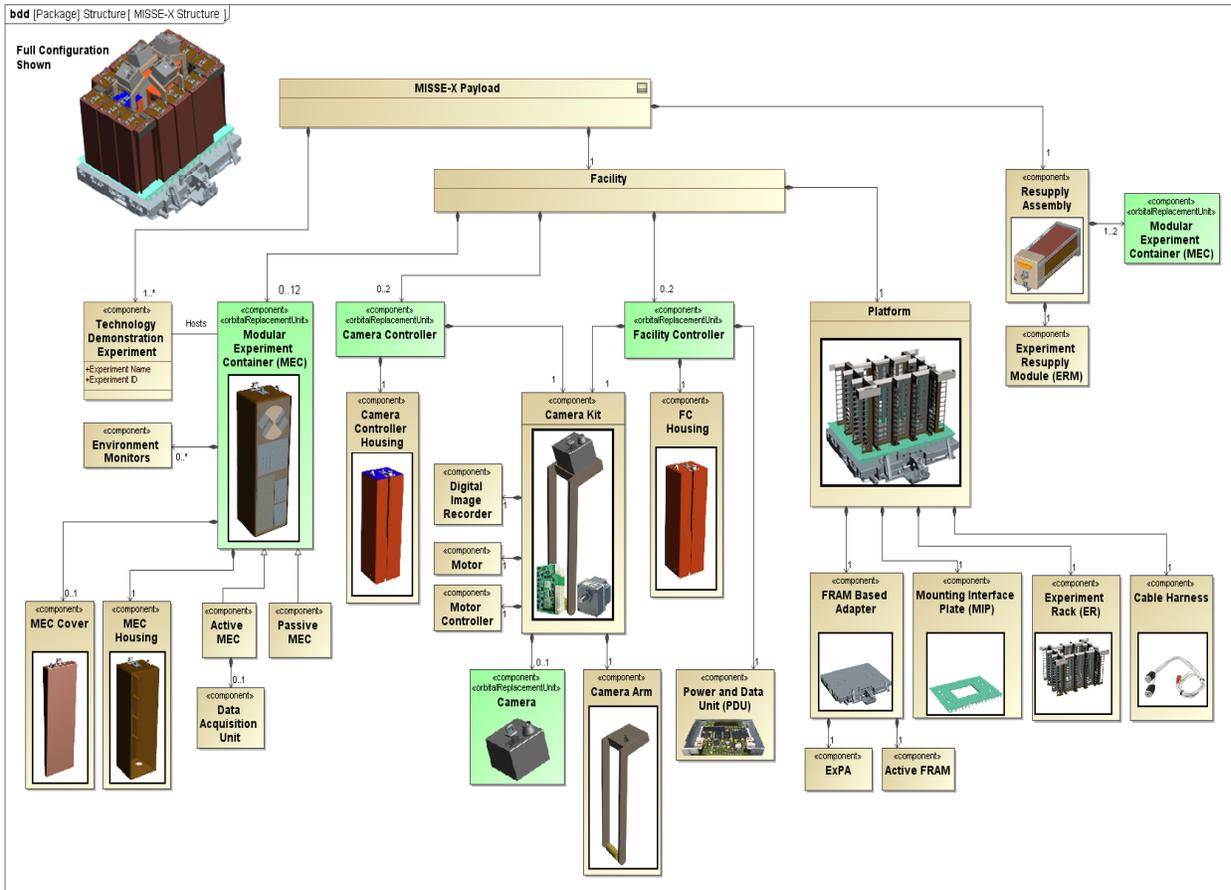 bdd [Package] Structure[ MISSE-X Structure ]
Full Configuration
Shown
MISSE-X Payload
1
1
Facility
«component»
Resupply
Assembly
1..2
«component»
«orbitalReplacementUnit»
Modular
Experiment
Container (MEC)
1
«component»
Experiment
Resupply
Module (ERM)
1..*
0..12
0..2
0..2
1
«component»
Technology
Demonstration
Experiment
+Experiment Name
+Experiment ID
Hosts
«component»
«orbitalReplacementUnit»
Modular
Experiment
Container (MEC)
«component»
«orbitalReplacementUnit»
Camera Controller
«component»
«orbitalReplacementUnit»
Facility Controller
Platform
«component»
Environment
Monitors
0..*
1
1
1
1
«component»
Camera
Controller
Housing
«component»
Camera Kit
«component»
FC
Housing
«component»
Digital
Image
Recorder
1
«component»
Motor
1
«component»
Motor
Controller
1
0..1
1
«component»
MEC Cover
«component»
MEC
Housing
«component»
Active
MEC
«component»
Passive MEC
0..1
«component»
Data
Acquisition
Unit
0..1
1
1
«component»
«orbitalReplacementUnit»
Camera
«component»
Camera Arm
«component»
Power and Data
Unit (PDU)
1
1
1
1
«component»
FRAM Based
Adapter
«component»
Mounting Interface
Plate (MIP)
«component»
Experiment
Rack (ER)
«component»
Cable Harness
1
1
«component»
ExPA
«component»
Active FRAM